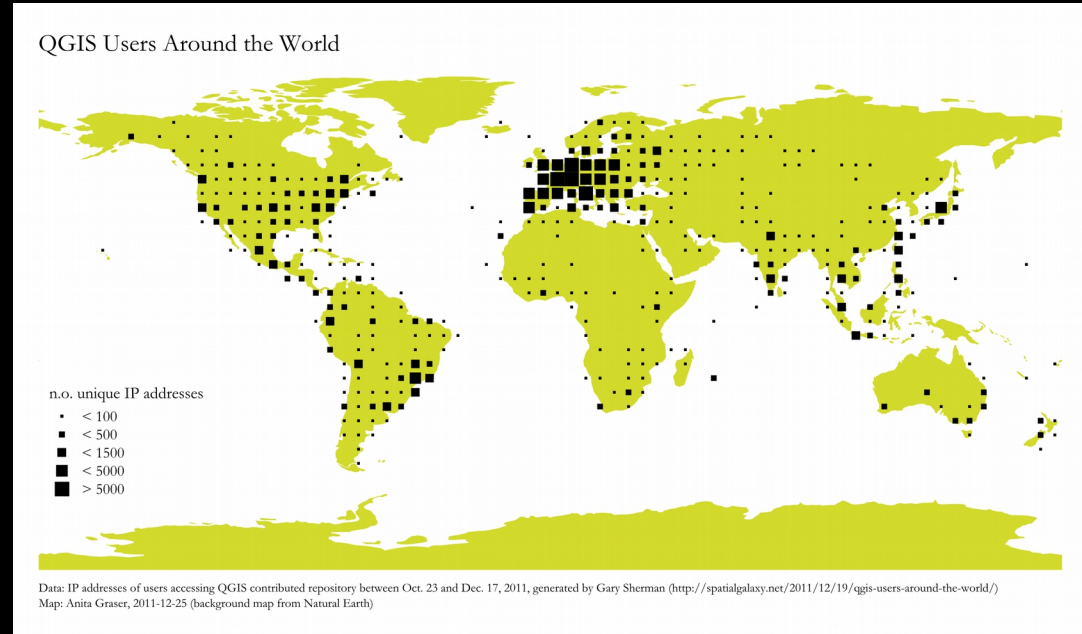 QGIS Users Around the World
n.o. unique IP addresses
< 100
< 500
< 1500
< 5000
> 5000
Data: IP addresses of users accessing QGIS contributed repository between Oct. 23 and Dec. 17, 2011, generated by Gary Sherman (http://spatialgalaxy.net/2011/12/19/qgis-users-around-the-world/)
Map: Anita Graser, 2011-12-25 (background map from Natural Earth)